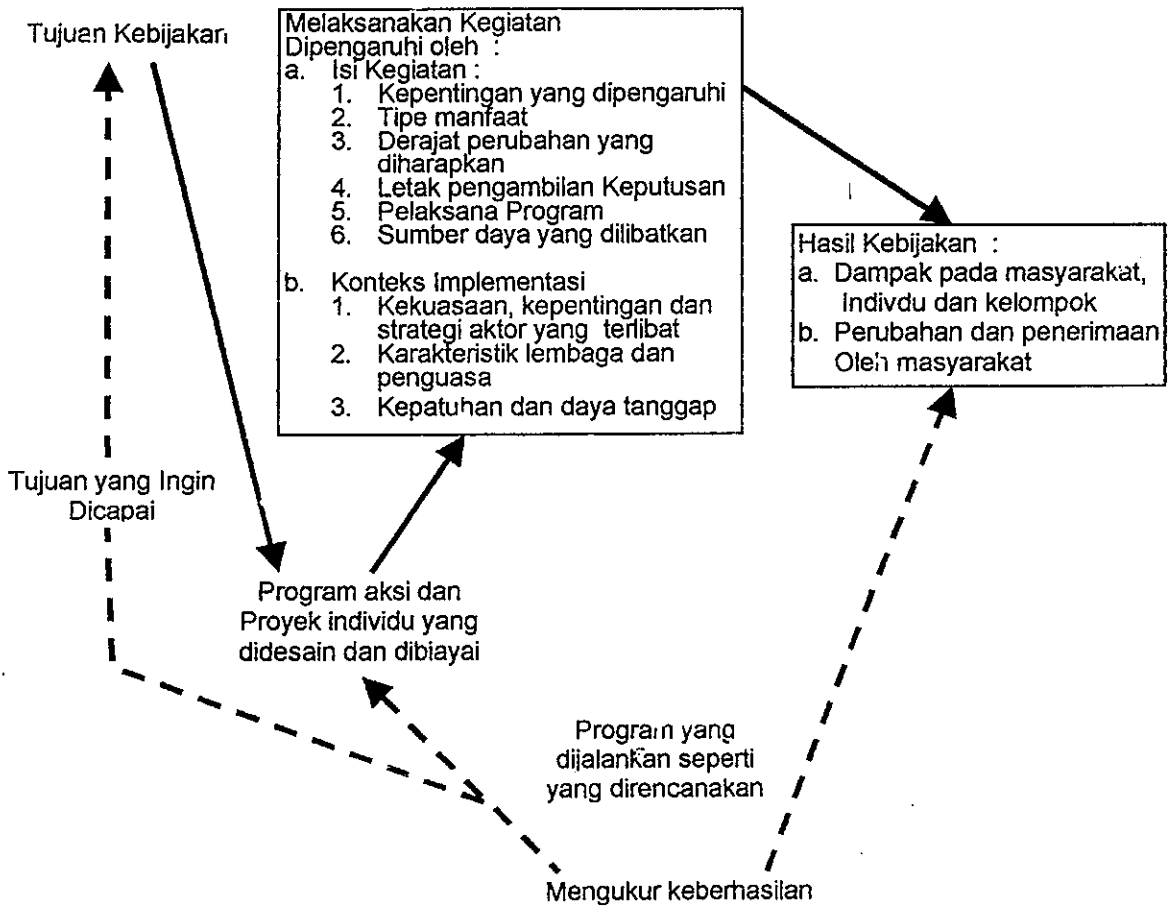 Tujuan Kebijakan
Melaksanakan Kegiatan
Dipengaruhi oleh :
a. Isi Kegiatan :
1. Kepentingan yang dipengaruhi
2. Tipe manfaat
3. Derajat perubahan yang
diharapkan
4. Letak pengambilan Keputusan
5. Pelaksana Program
6. Sumber daya yang dilibatkan
b. Konteks Implementasi
1. Kekuasaan, kepentingan dan
strategi aktor yang terlibat
2. Karakteristik lembaga dan
penguasa
3. Kepatuhan dan daya tanggap
Hasil Kebijakan :
a. Dampak pada masyarakat,
Indivdu dan kelompok
b. Perubahan dan penerimaan
Oleh masyarakat
Tujuan yang Ingin
Dicapai
Program aksi dan
Proyek individu yang
didesain dan dibiayai
Program yang
dijalankan seperti
yang direncanakan
Mengukur keberhasilan